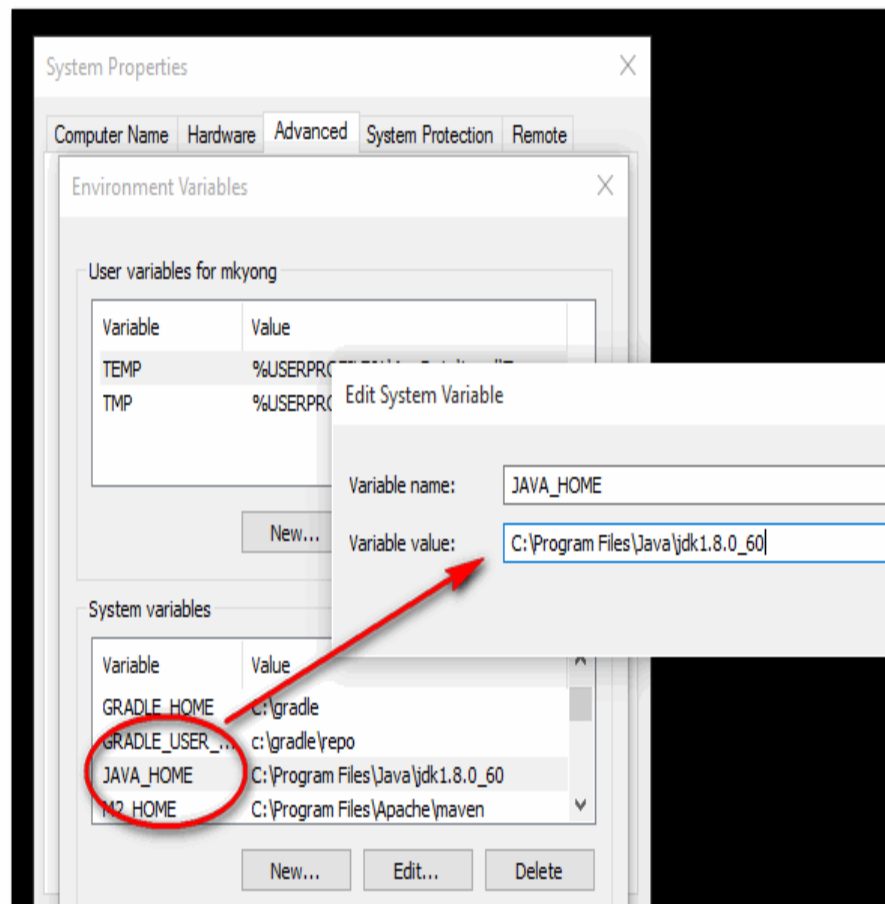 System Properties
Computer Name Hardware Advanced System Protection Remote
Environment Variables
User variables for mkyong
Variable Value
TEMP
TMP
New...
Edit System Variable
Variable name: JAVA_HOME
Variable value: C:\Program Files\Java\jdk1.8.0_60
System variables
Variable Value
GRADLE_HOME C:\gradle
GRADLE_USER_... c:\gradle\repo
JAVA_HOME C:\Program Files\Java\jdk1.8.0_60
M2_HOME C:\Program Files\Apache\maven
New... Edit... Delete